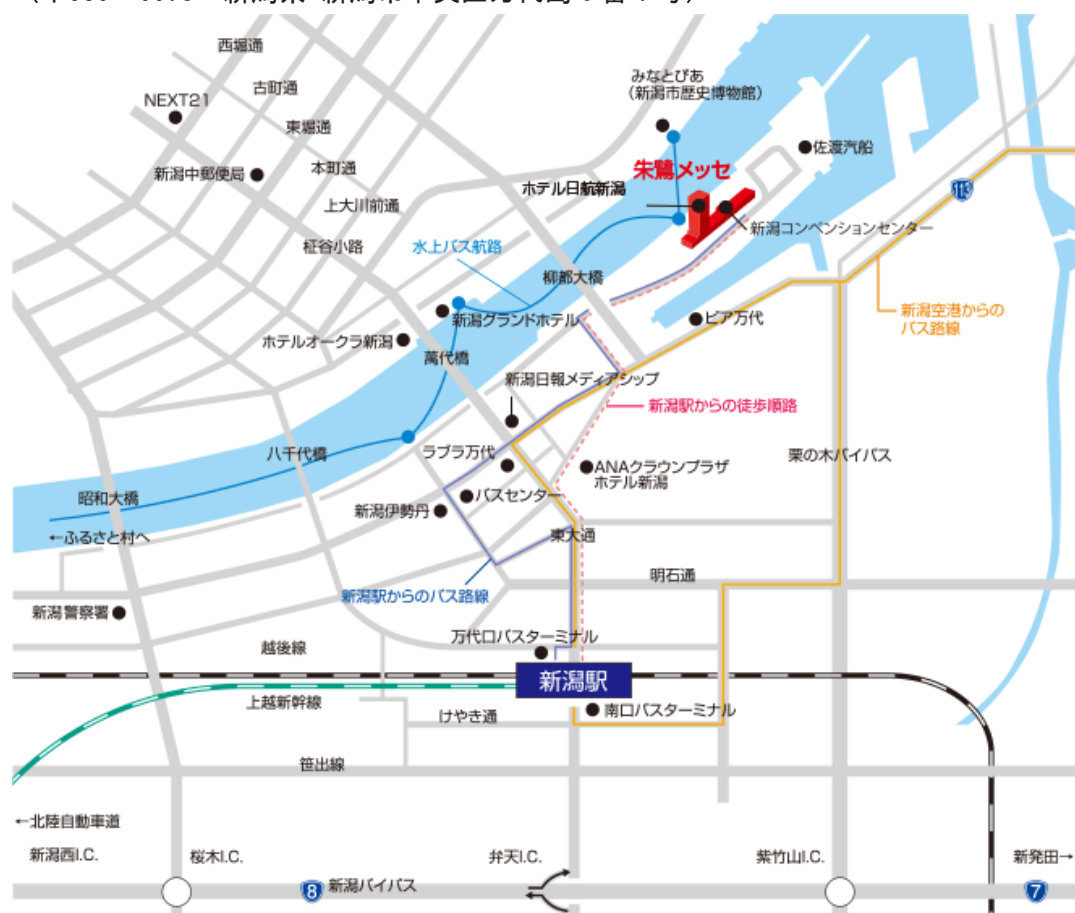 西堀通
みなとぴあ
（新潟市歴史博物館）
古町通
NEXT21
東堀通
佐渡汽船
本町通
新潟中郵便局
朱鷺メッセ
ホテル日航新潟
113
上大川前通
新潟コンベンションセンター
柾谷小路
水上バス航路
柳都大橋
新潟空港からの
バス路線
ピア万代
新潟グランドホテル
ホテルオークラ新潟
萬代橋
新潟日報メディアシップ
新潟駅からの徒歩順路
ラブラ万代
八千代橋
栗の木バイパス
ANAクラウンプラザ
ホテル新潟
バスセンター
昭和大橋
新潟伊勢丹
←ふるさと村へ
東大通
明石通
新潟駅からのバス路線
新潟警察署
万代口バスターミナル
越後線
新潟駅
上越新幹線
けやき通
南口バスターミナル
笹出線
←北陸自動車道
新潟西I.C.
桜木I.C.
弁天I.C.
紫竹山I.C.
新発田→
8
新潟バイパス
7